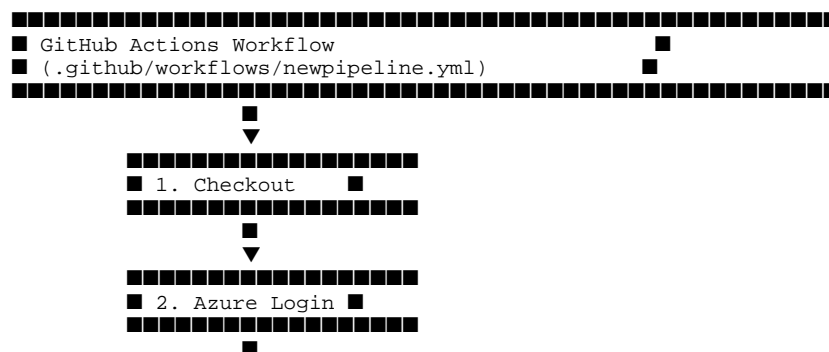 GitHub Actions Workflow
(.github/workflows/newpipeline.yml)
1. Checkout
2. Azure Login